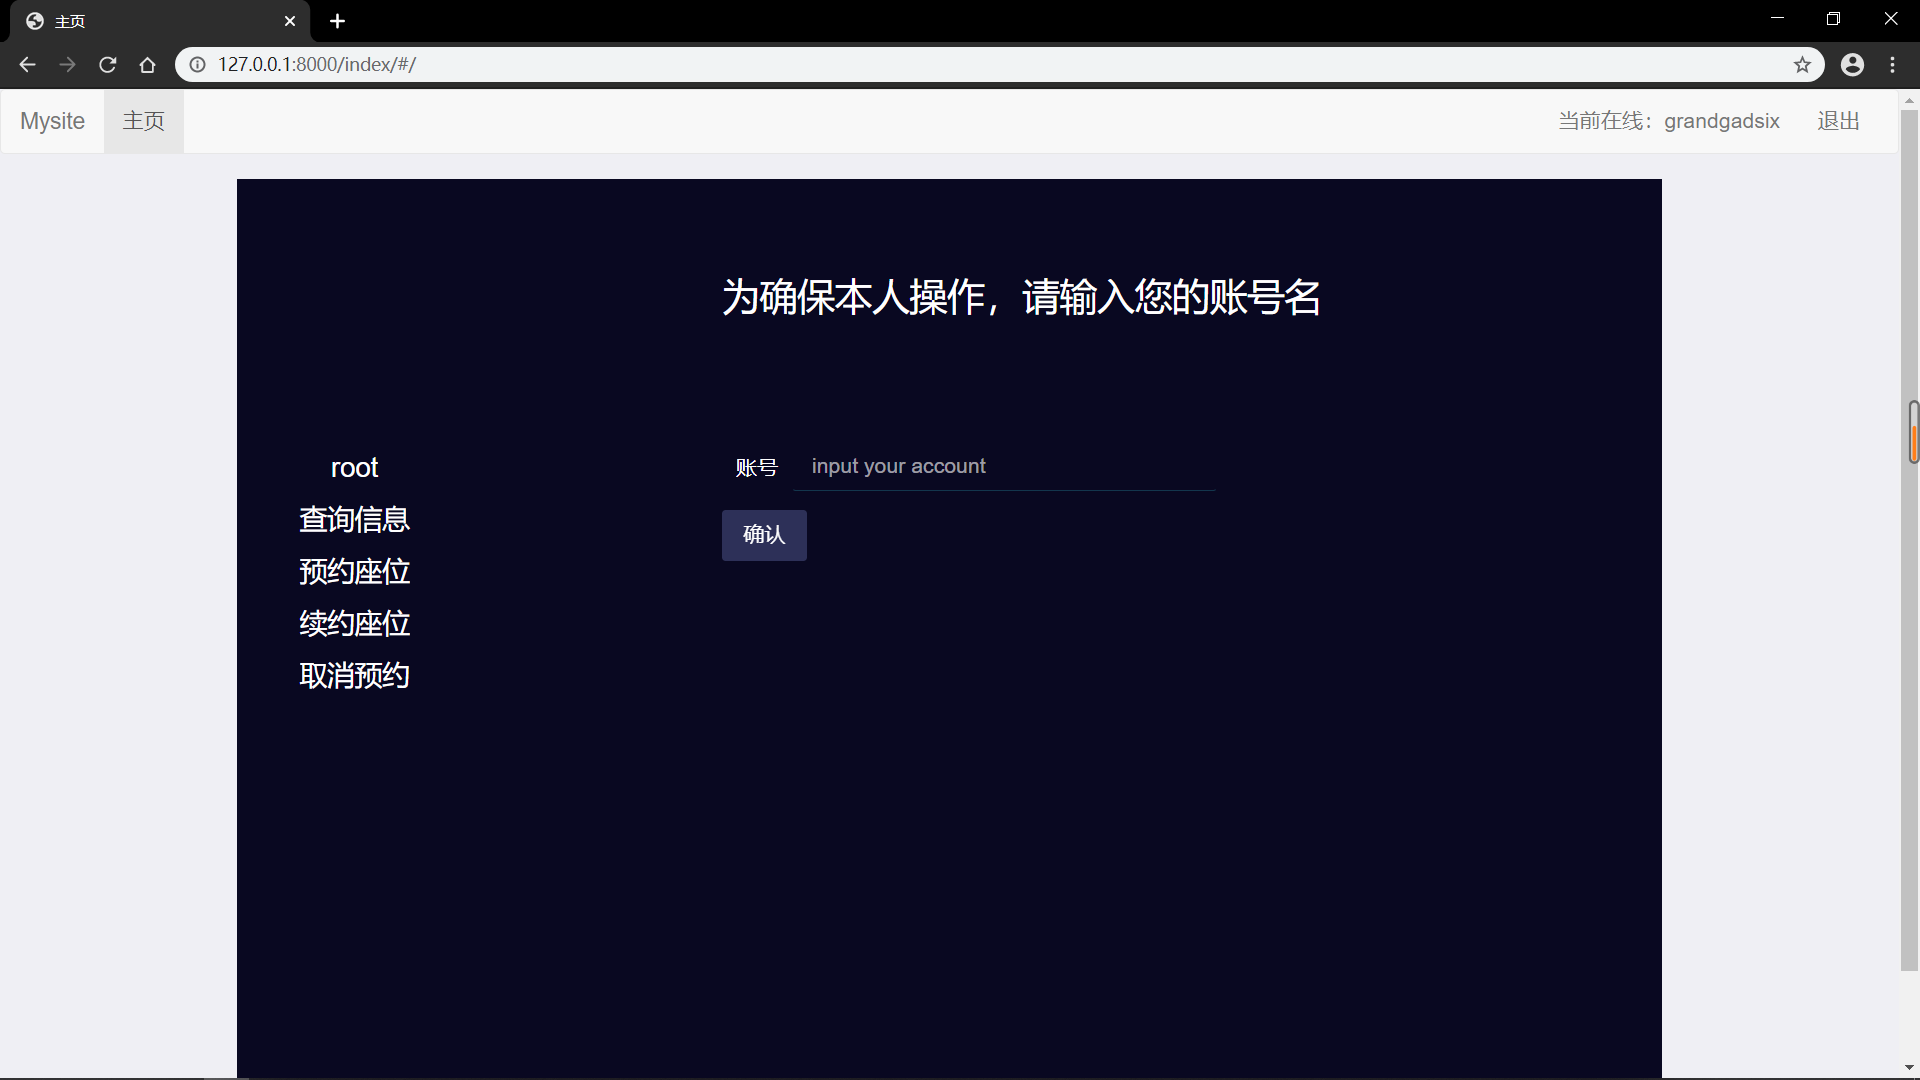 主页
127.0.0.1:8000/index/#/
Mysite 主页 当前在线：grandgadsix 退出
为确保本人操作，请输入您的账号名
root
查询信息
预约座位
续约座位
取消预约
账号 input your account
确认